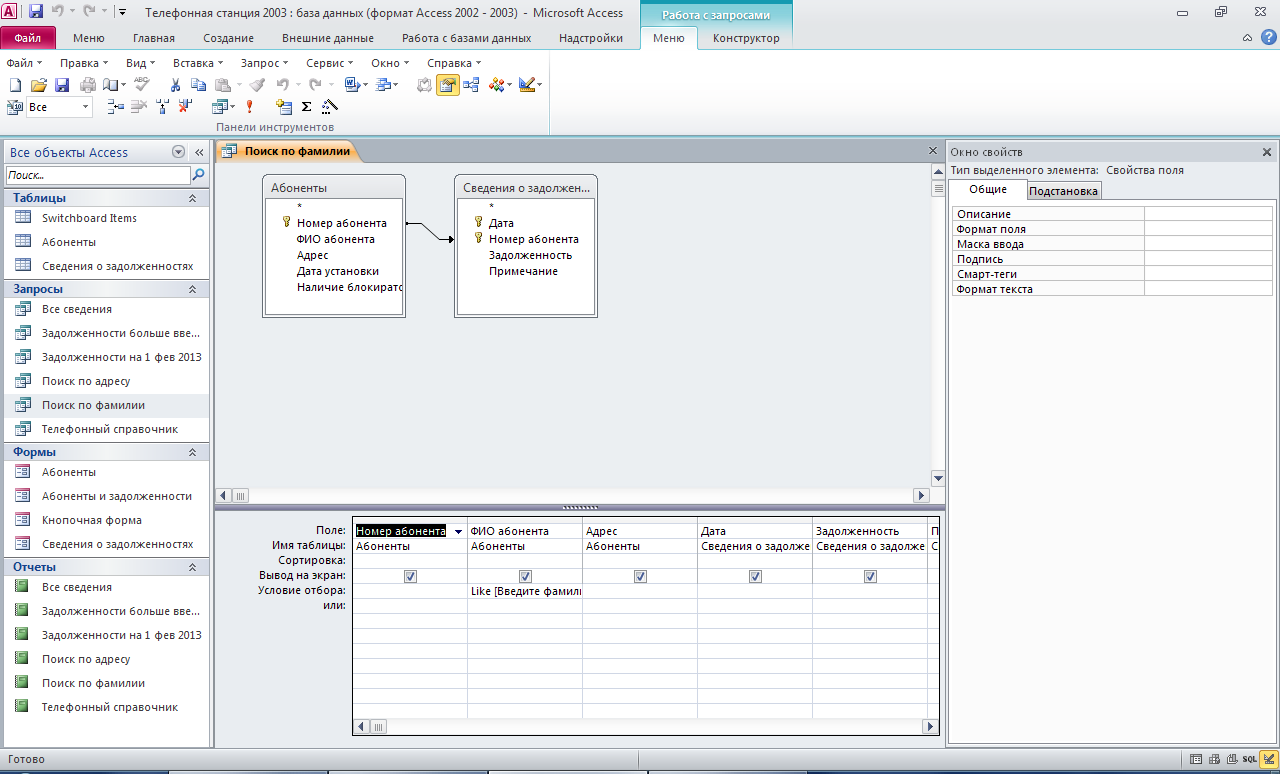 Телефонная станция 2003 : база данных (формат Access 2002 - 2003) - Microsoft Access
Работа с запросами
Файл Меню Главная Создание Внешние данные Работа с базами данных Надстройки Меню Конструктор
Файл Правка Вид Вставка Запрос Сервис Окно Справка
Все
Панели инструментов
Все объекты Access
Поиск...
Таблицы
Switchboard Items
Абоненты
Сведения о задолженностях
Запросы
Все сведения
Задолженности больше вве...
Задолженности на 1 фев 2013
Поиск по адресу
Поиск по фамилии
Телефонный справочник
Формы
Абоненты
Абоненты и задолженности
Кнопочная форма
Сведения о задолженностях
Отчеты
Все сведения
Задолженности больше вве...
Задолженности на 1 фев 2013
Поиск по адресу
Поиск по фамилии
Телефонный справочник
Поиск по фамилии
Абоненты
*
Номер абонента
ФИО абонента
Адрес
Дата установки
Наличие блокирато
Сведения о задолжен...
*
Дата
Номер абонента
Задолженность
Примечание
Поле: Номер абонента ФИО абонента Адрес Дата Задолженность П
Имя таблицы: Абоненты Абоненты Абоненты Сведения о задолже Сведения о задолже С
Сортировка:
Вывод на экран:
Условие отбора: Like [Введите фамили
или:
Окно свойств
Тип выделенного элемента: Свойства поля
Общие Подстановка
Описание
Формат поля
Маска ввода
Подпись
Смарт-теги
Формат текста
Готово
SQL